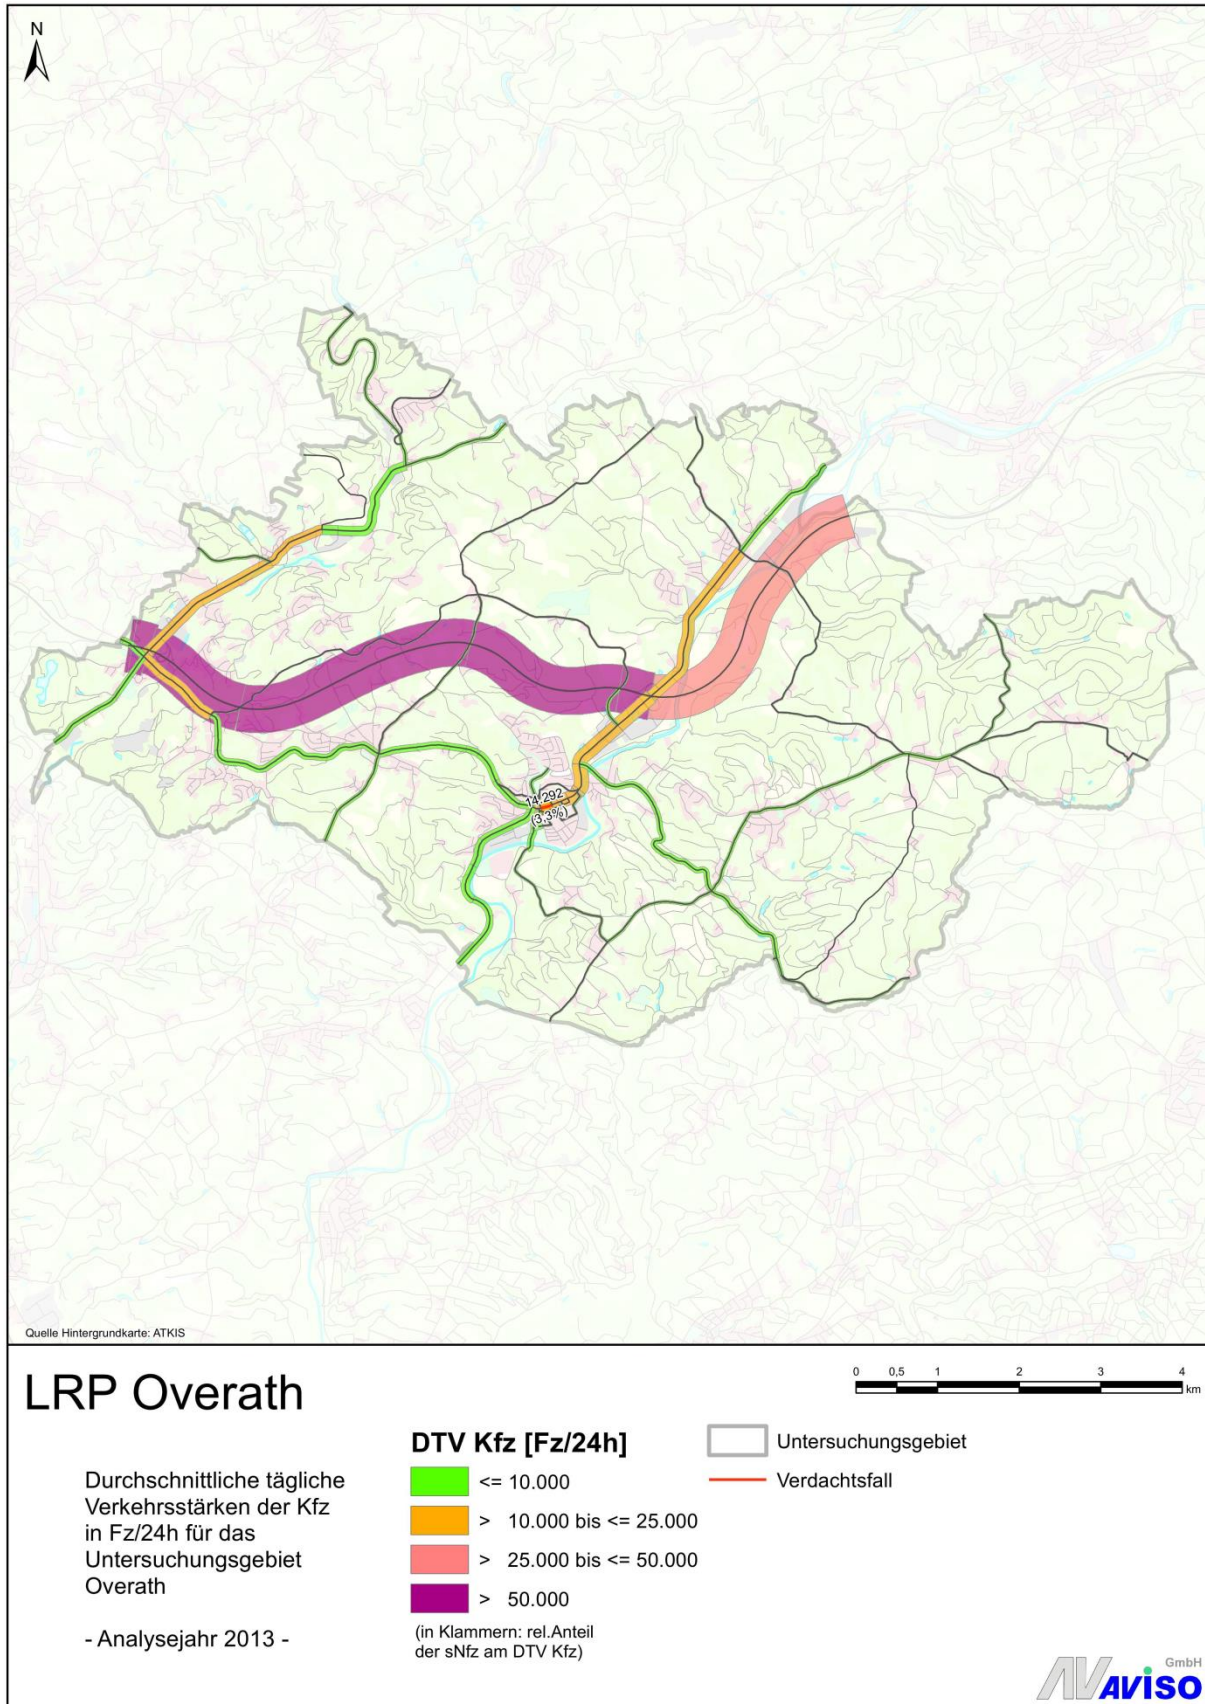 N
14.292
(3,3%)
Quelle Hintergrundkarte: ATKIS
LRP Overath
0 0,5 1 2 3 4
km
DTV Kfz [Fz/24h]
<= 10.000
> 10.000 bis <= 25.000
> 25.000 bis <= 50.000
> 50.000
(in Klammern: rel.Anteil
der sNfz am DTV Kfz)
Untersuchungsgebiet
Verdachtsfall
Durchschnittliche tägliche
Verkehrsstärken der Kfz
in Fz/24h für das
Untersuchungsgebiet
Overath
- Analysejahr 2013 -
GmbH
AVISO